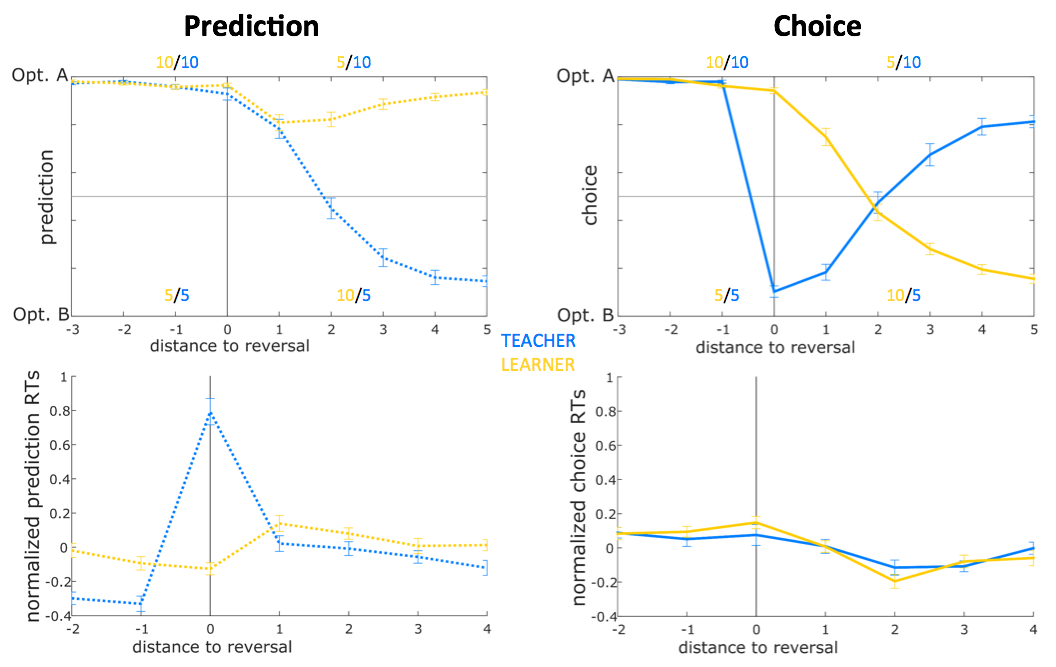 Prediction
Choice
10/10
5/10
10/10
5/10
Opt. A
Opt. A
prediction
choice
5/5
10/5
5/5
10/5
Opt. B
Opt. B
-3 -2 -1 0 1 2 3 4 5
-3 -2 -1 0 1 2 3 4 5
distance to reversal
distance to reversal
TEACHER
LEARNER
normalized prediction RTs
1
0.8
0.6
0.4
0.2
0
-0.2
-0.4
-2 -1 0 1 2 3 4
distance to reversal
normalized choice RTs
1
0.8
0.6
0.4
0.2
0
-0.2
-0.4
-2 -1 0 1 2 3 4
distance to reversal